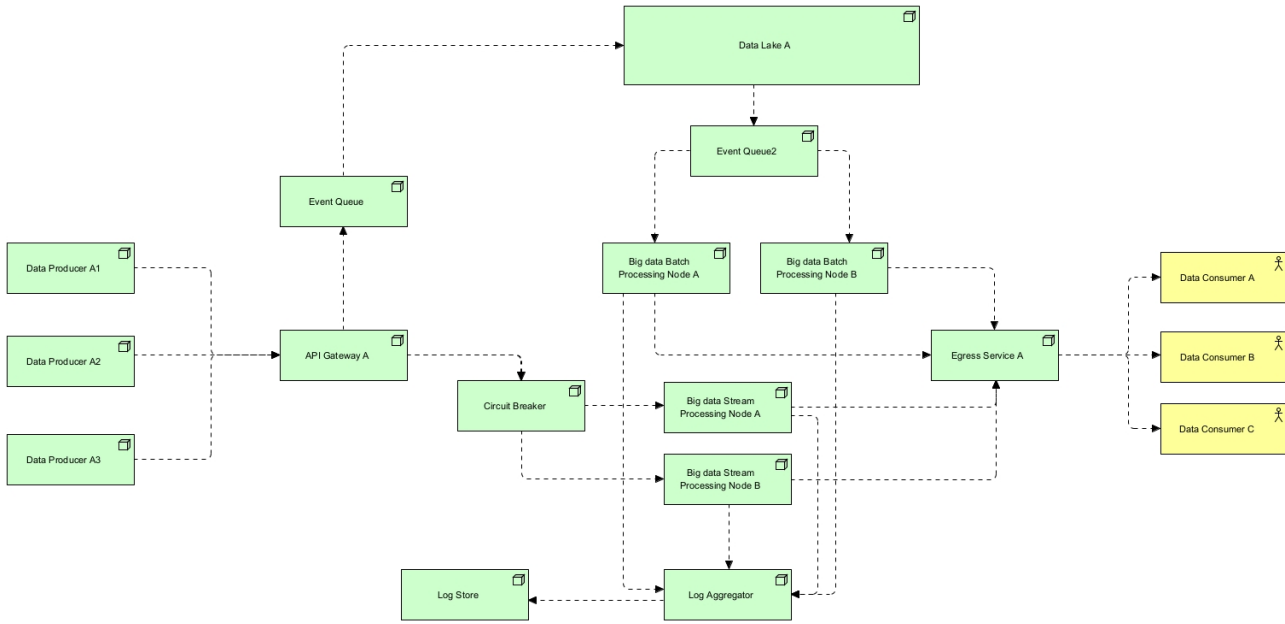 Data Lake A
Event Queue2
Event Queue
Data Producer A1
Big data Batch
Processing Node A
Big data Batch
Processing Node B
Data Consumer A
Data Producer A2
API Gateway A
Egress Service A
Data Consumer B
Circuit Breaker
Big data Stream
Processing Node A
Data Consumer C
Data Producer A3
Big data Stream
Processing Node B
Log Store
Log Aggregator